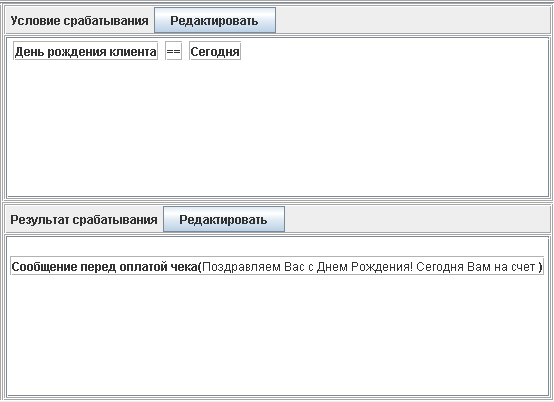 Условие срабатывания Редактировать
День рождения клиента == Сегодня
Результат срабатывания Редактировать
Сообщение перед оплатой чека(Поздравляем Вас с Днем Рождения! Сегодня Вам на счет )